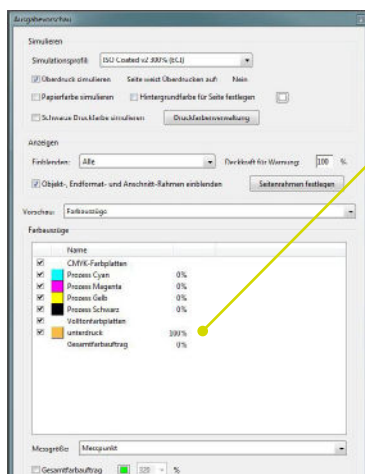 Ausgabevorschau
Simulieren
Simulationsprofil: ISO Coated v2 300% (ECI)
Überdruck simulieren Seite weist Überdrucken auf: Nein
Papierfarbe simulieren Hintergrundfarbe für Seite festlegen
Schwarze Druckfarbe simulieren Druckfarbenverwaltung
Anzeigen
Einblenden: Alle Deckkraft für Warnung: 100 %
Objekt-, Endformat- und Anschnitt-Rahmen einblenden Seitenrahmen festlegen
Vorschau: Farbauszüge
Farbauszüge
Name
CMYK-Farbplatten
Prozess Cyan 0%
Prozess Magenta 0%
Prozess Gelb 0%
Prozess Schwarz 0%
Volltonfarbplatten
unterdruck 100%
Gesamtfarbauftrag 0%
Messgröße: Messpunkt
Gesamtfarbauftrag 320 %